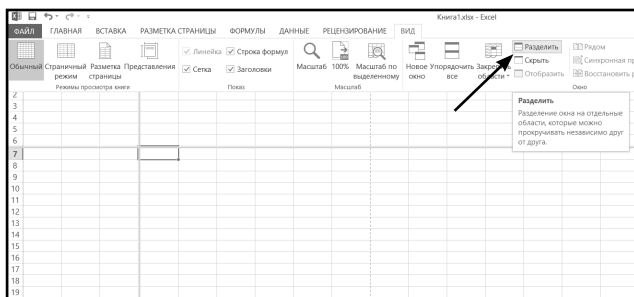 Книга1.xlsx - Excel
ФАЙЛ ГЛАВНАЯ ВСТАВКА РАЗМЕТКА СТРАНИЦЫ ФОРМУЛЫ ДАННЫЕ РЕЦЕНЗИРОВАНИЕ ВИД
Обычный Страничный режим Разметка страницы Представления
Режимы просмотра книги
Линейка Строка формул
Сетка Заголовки
Показ
Масштаб 100% Масштаб по выделенному
Масштаб
Новое окно Упорядочить все
области
Разделить Рядом
Скрыть Синхронная пр
Отобразить Восстановить р
Окно
Разделить
Разделение окна на отдельные
области, которые можно
прокручивать независимо друг
от друга.
2
3
4
5
6
7
8
9
10
11
12
13
14
15
16
17
18
19